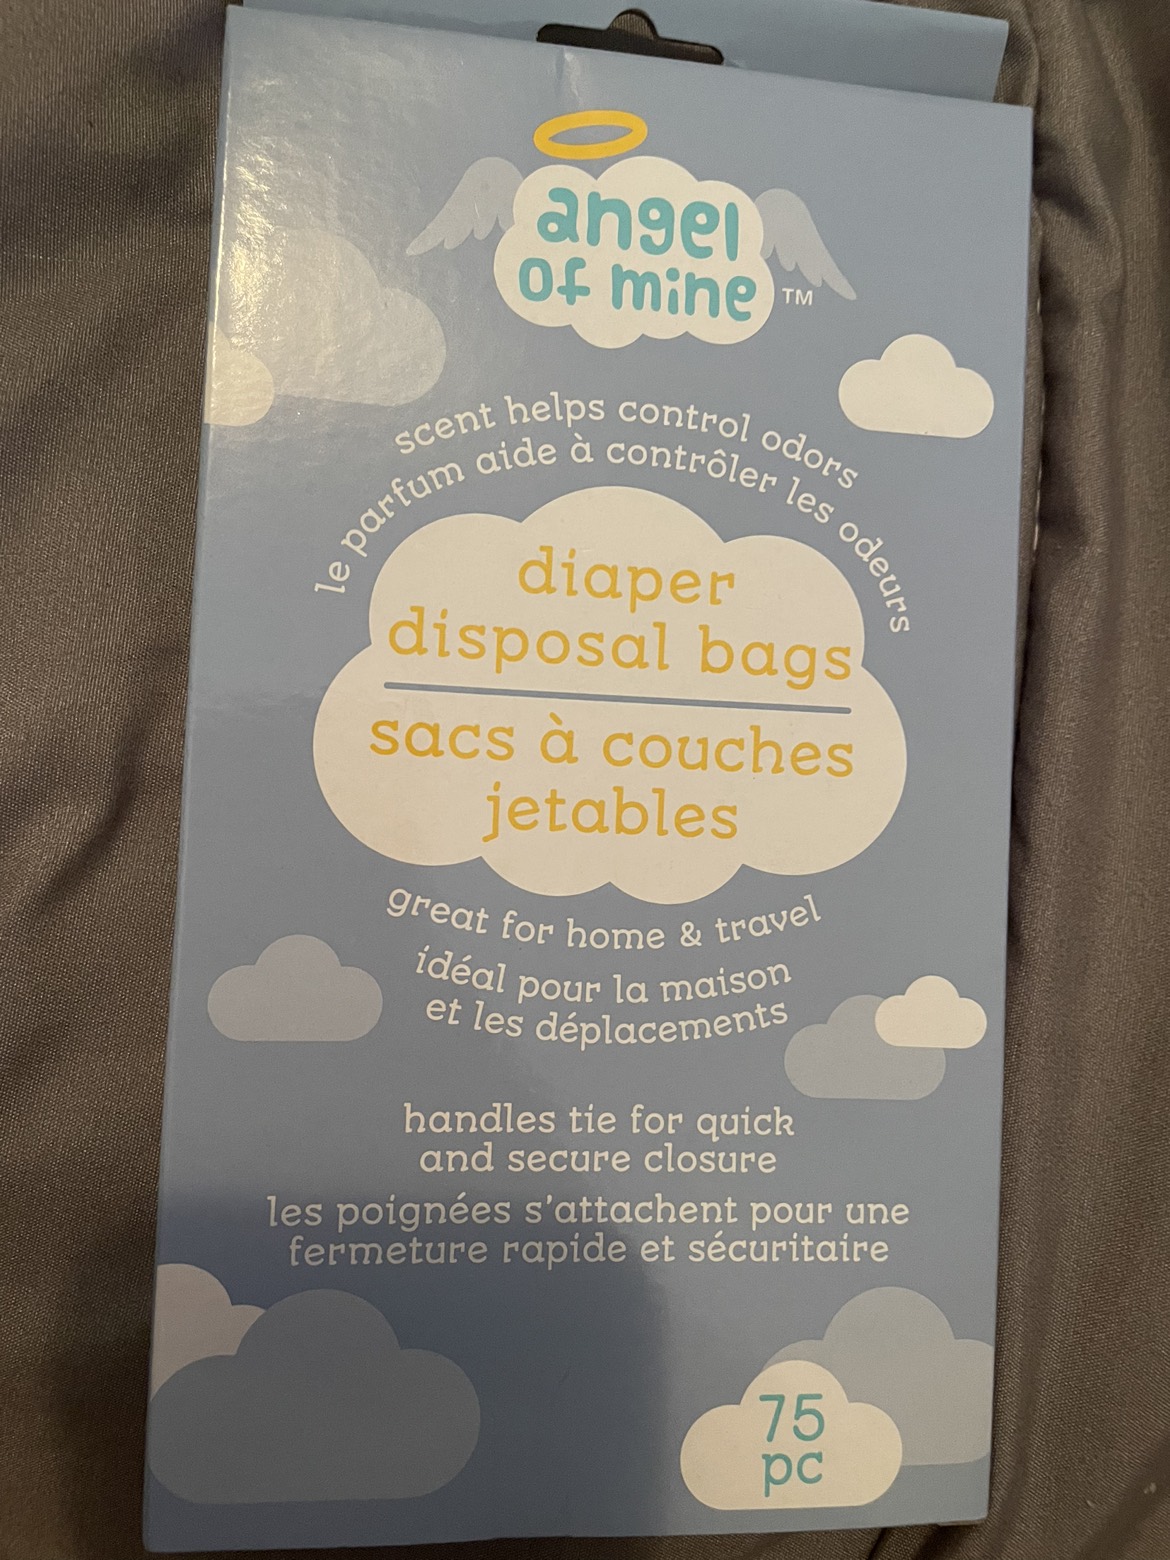 angel
of mine ™
scent helps control odors
le parfum aide à contrôler les odeurs
diaper
disposal bags
sacs à couches
jetables
great for home & travel
idéal pour la maison
et les déplacements
handles tie for quick
and secure closure
les poignées s'attachent pour une
fermeture rapide et sécuritaire
75
pc